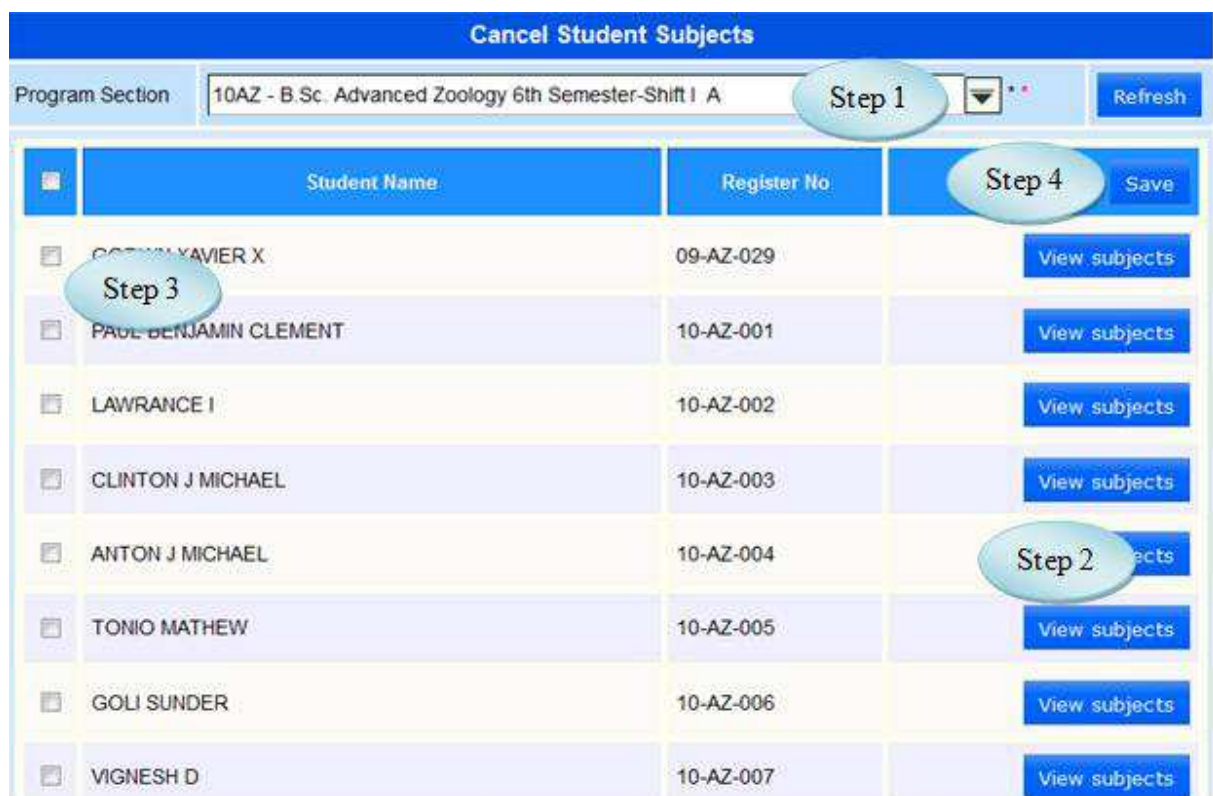 Cancel Student Subjects
Program Section 10AZ - B.Sc. Advanced Zoology 6th Semester-Shift I A Step 1 ** Refresh
Student Name Register No Step 4 Save
XAVIER X 09-AZ-029 View subjects
Step 3
PAUL BENJAMIN CLEMENT 10-AZ-001 View subjects
LAWRANCE I 10-AZ-002 View subjects
CLINTON J MICHAEL 10-AZ-003 View subjects
ANTON J MICHAEL 10-AZ-004 Step 2
TONIO MATHEW 10-AZ-005 View subjects
GOLI SUNDER 10-AZ-006 View subjects
VIGNESH D 10-AZ-007 View subjects